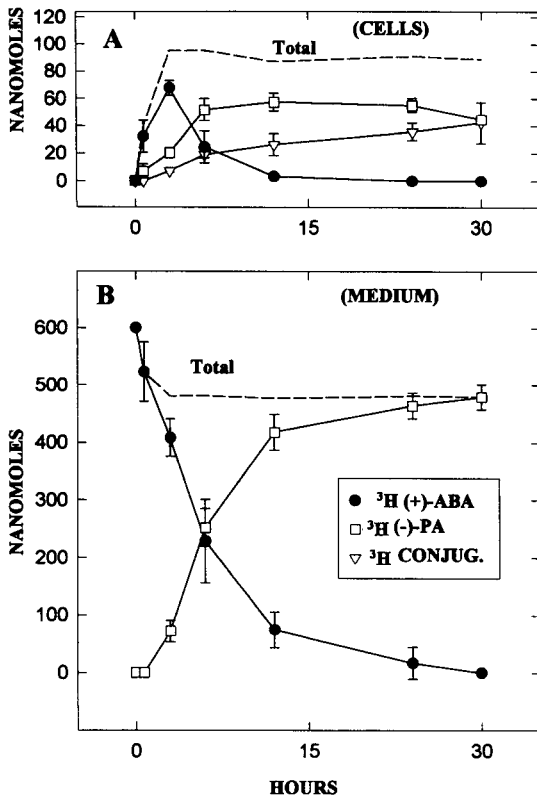 A
(CELLS)
Total
NANOMOLES
120
100
80
60
40
20
0
0
15
30
B
(MEDIUM)
Total
NANOMOLES
600
500
400
300
200
100
0
³H (+)-ABA
³H (-)-PA
³H CONJUG.
0
15
30
HOURS